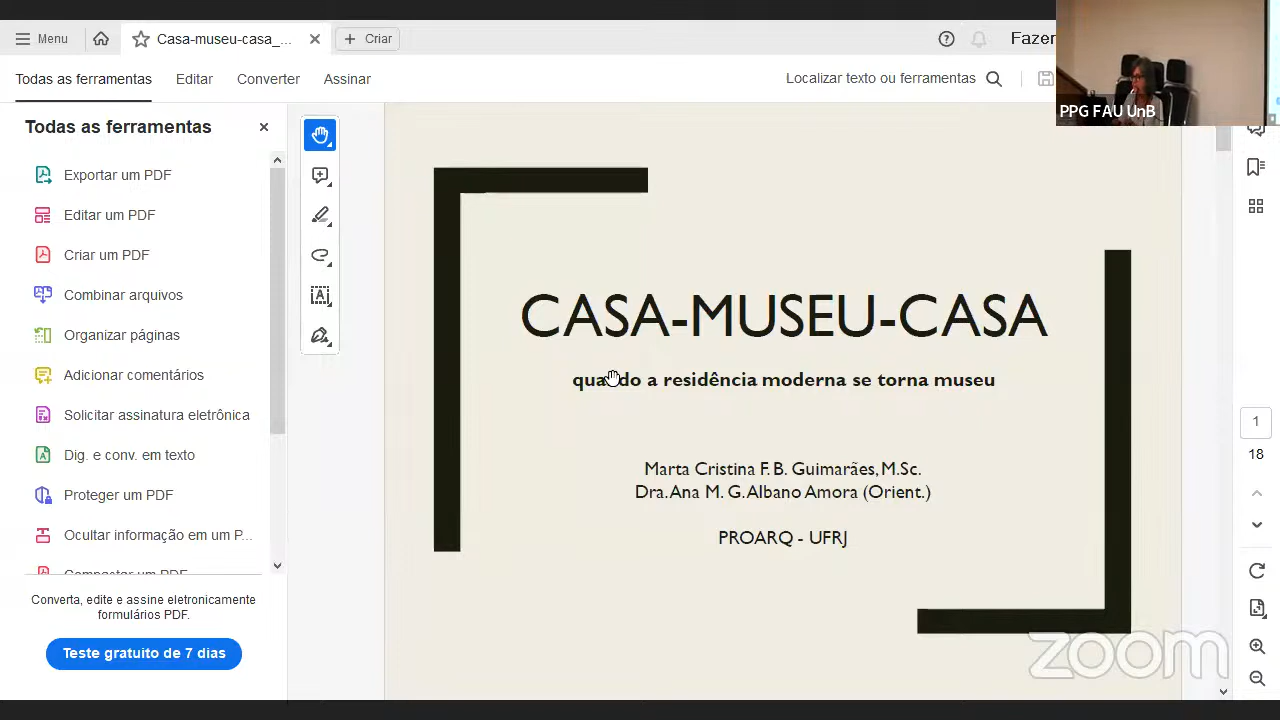 Menu
Casa-museu-casa_...
Criar
Fazer
Todas as ferramentas
Editar
Converter
Assinar
Localizar texto ou ferramentas
PPG FAU UnB
Todas as ferramentas
Exportar um PDF
Editar um PDF
Criar um PDF
Combinar arquivos
Organizar páginas
Adicionar comentários
Solicitar assinatura eletrônica
Dig. e conv. em texto
Proteger um PDF
Ocultar informação em um P...
Compactar um PDF
Converta, edite e assine eletronicamente
formulários PDF.
Teste gratuito de 7 dias
CASA-MUSEU-CASA
quando a residência moderna se torna museu
Marta Cristina F. B. Guimarães, M.Sc.
Dra. Ana M. G. Albano Amora (Orient.)
PROARQ - UFRJ
1
18
zoom